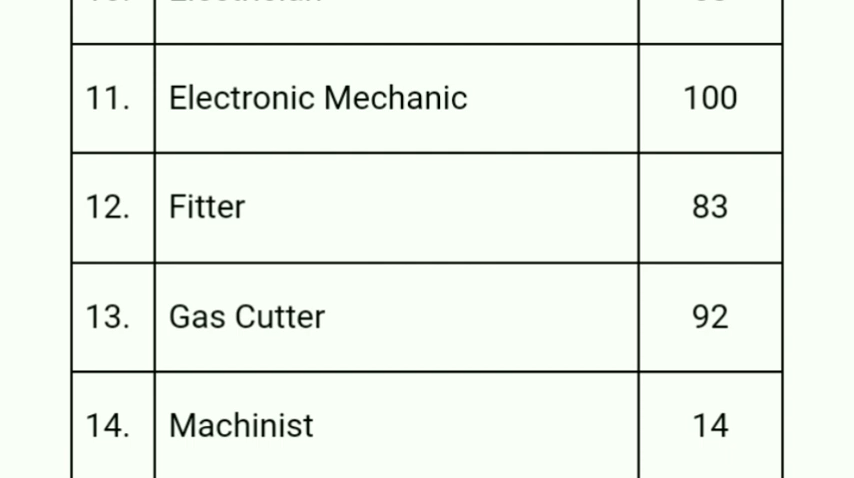 11. Electronic Mechanic 100
12. Fitter 83
13. Gas Cutter 92
14. Machinist 14